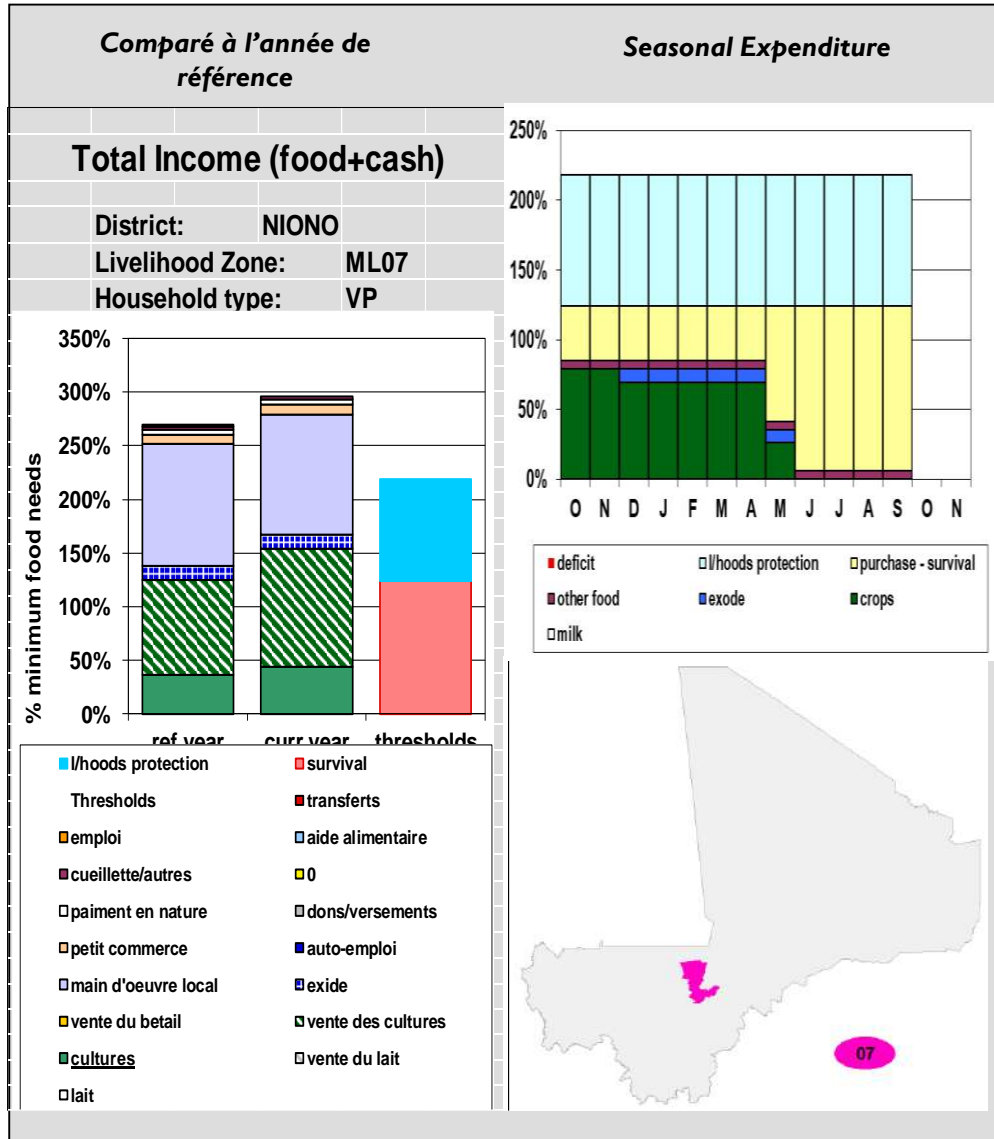 Comparé à l'année de
référence
Total Income (food+cash)
District: NIONO
Livelihood Zone: ML07
Household type: VP
350%
300%
250%
200%
150%
100%
50%
0%
% minimum food needs
ref year curr year thresholds
l/hoods protection survival
Thresholds transferts
emploi aide alimentaire
cueillette/autres 0
paiment en nature dons/versements
petit commerce auto-emploi
main d'oeuvre local exide
vente du betail vente des cultures
cultures vente du lait
lait
Seasonal Expenditure
250%
200%
150%
100%
50%
0%
O N D J F M A M J J A S O N
deficit l/hoods protection purchase - survival
other food exode crops
milk
07